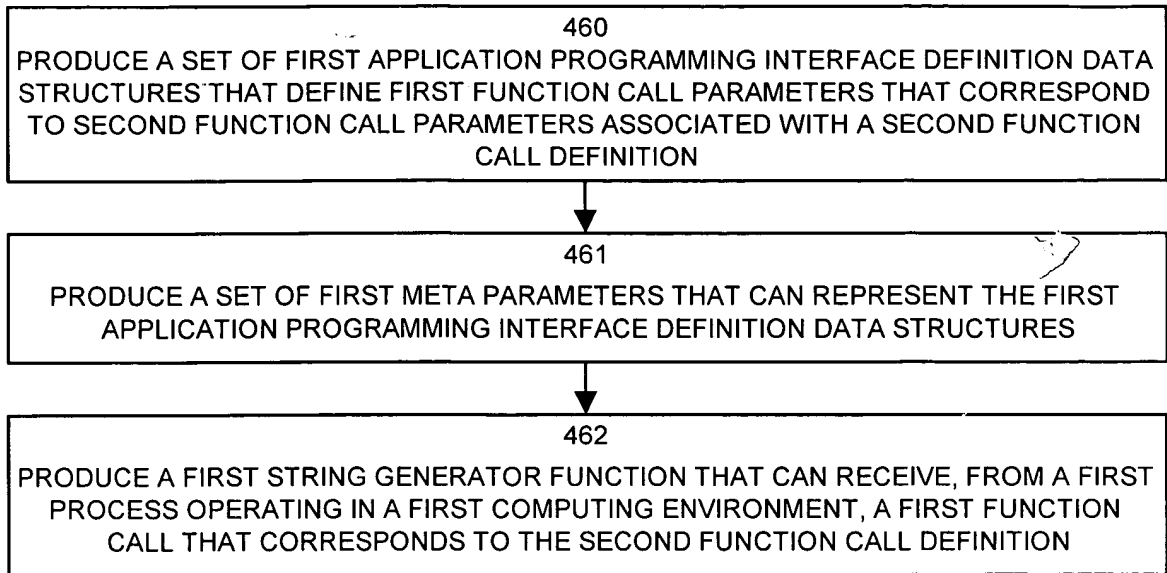 460
PRODUCE A SET OF FIRST APPLICATION PROGRAMMING INTERFACE DEFINITION DATA
STRUCTURES THAT DEFINE FIRST FUNCTION CALL PARAMETERS THAT CORRESPOND
TO SECOND FUNCTION CALL PARAMETERS ASSOCIATED WITH A SECOND FUNCTION
CALL DEFINITION
461
PRODUCE A SET OF FIRST META PARAMETERS THAT CAN REPRESENT THE FIRST
APPLICATION PROGRAMMING INTERFACE DEFINITION DATA STRUCTURES
462
PRODUCE A FIRST STRING GENERATOR FUNCTION THAT CAN RECEIVE, FROM A FIRST
PROCESS OPERATING IN A FIRST COMPUTING ENVIRONMENT, A FIRST FUNCTION
CALL THAT CORRESPONDS TO THE SECOND FUNCTION CALL DEFINITION